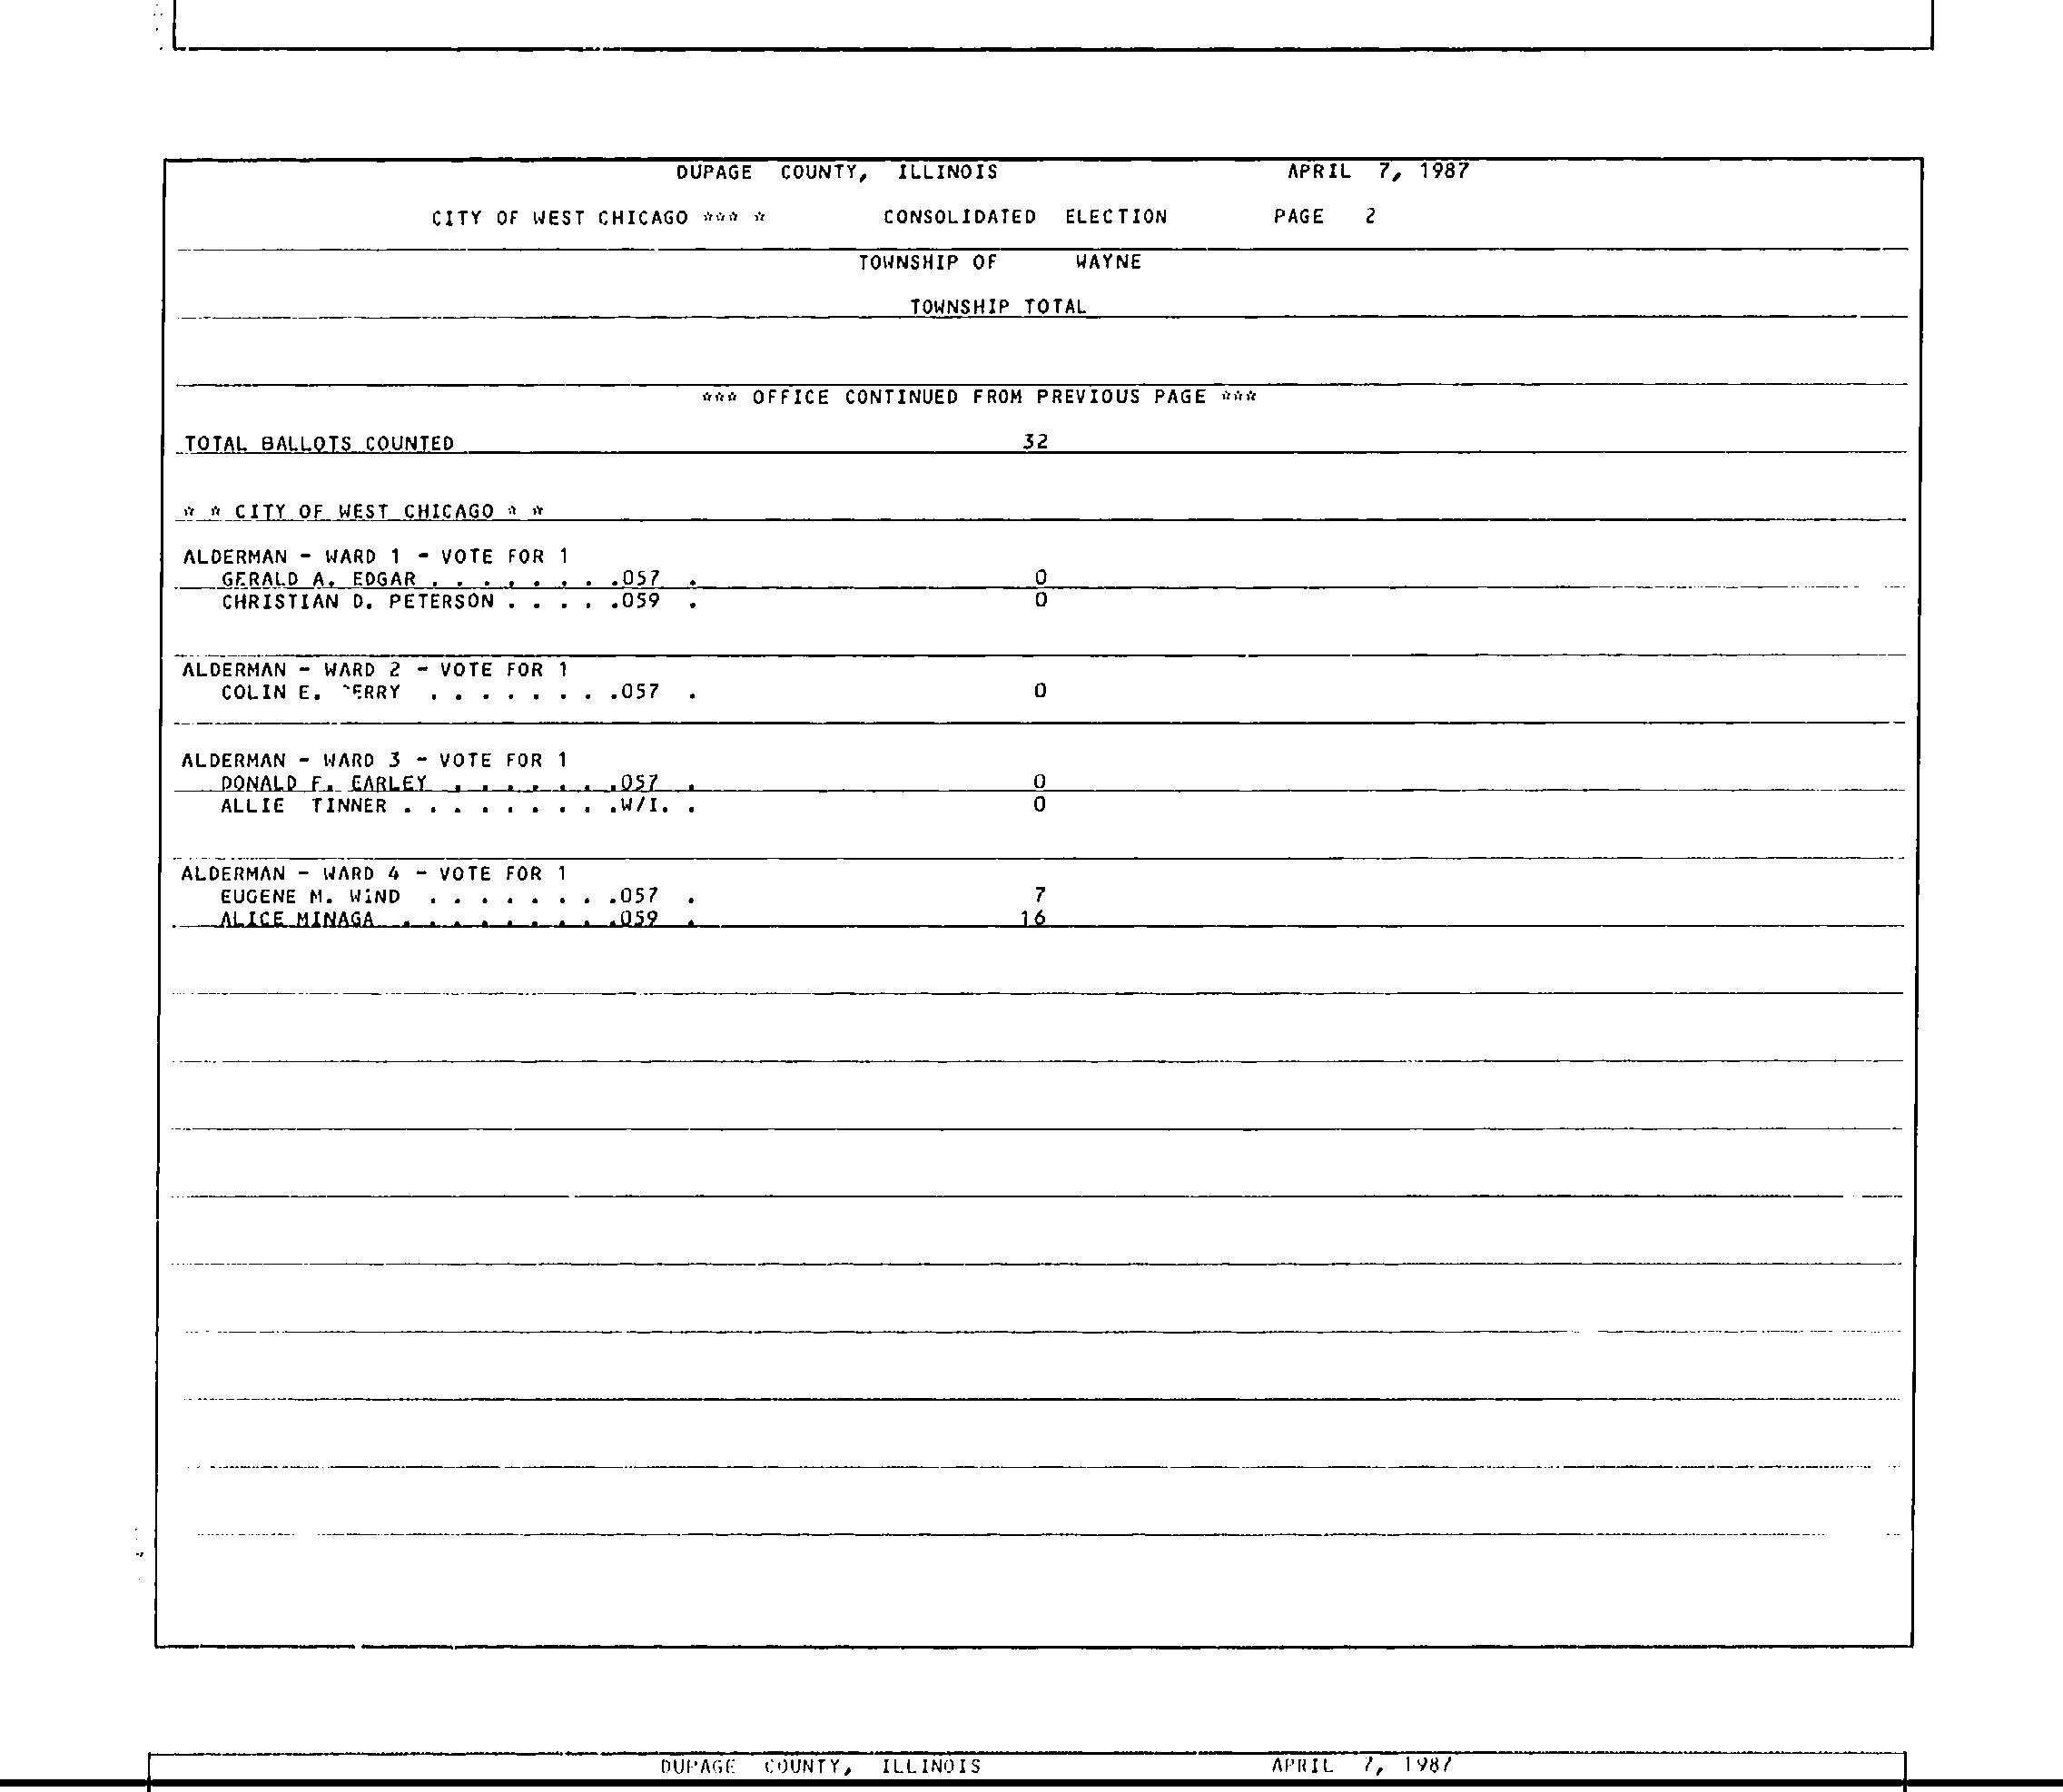 DUPAGE COUNTY, ILLINOIS APRIL 7, 1987
CITY OF WEST CHICAGO *** * CONSOLIDATED ELECTION PAGE 2
TOWNSHIP OF WAYNE
TOWNSHIP TOTAL
*** OFFICE CONTINUED FROM PREVIOUS PAGE ***
TOTAL BALLOTS COUNTED 32
* * CITY OF WEST CHICAGO * *
ALDERMAN - WARD 1 - VOTE FOR 1
GERALD A. EDGAR . . . . . . . .057 . 0
CHRISTIAN D. PETERSON . . . . .059 . 0
ALDERMAN - WARD 2 - VOTE FOR 1
COLIN E. . . . . . . . .057 . 0
ALDERMAN - WARD 3 - VOTE FOR 1
DONALD F. EARLEY . . . . . . .057 . 0
ALLIE TINNER . . . . . . . . .W/I. . 0
ALDERMAN - WARD 4 - VOTE FOR 1
EUGENE M. WIND . . . . . . . .057 . 7
ALICE MINAGA . . . . . . . . .059 . 16
DUPAGE COUNTY, ILLINOIS APRIL 7, 1987